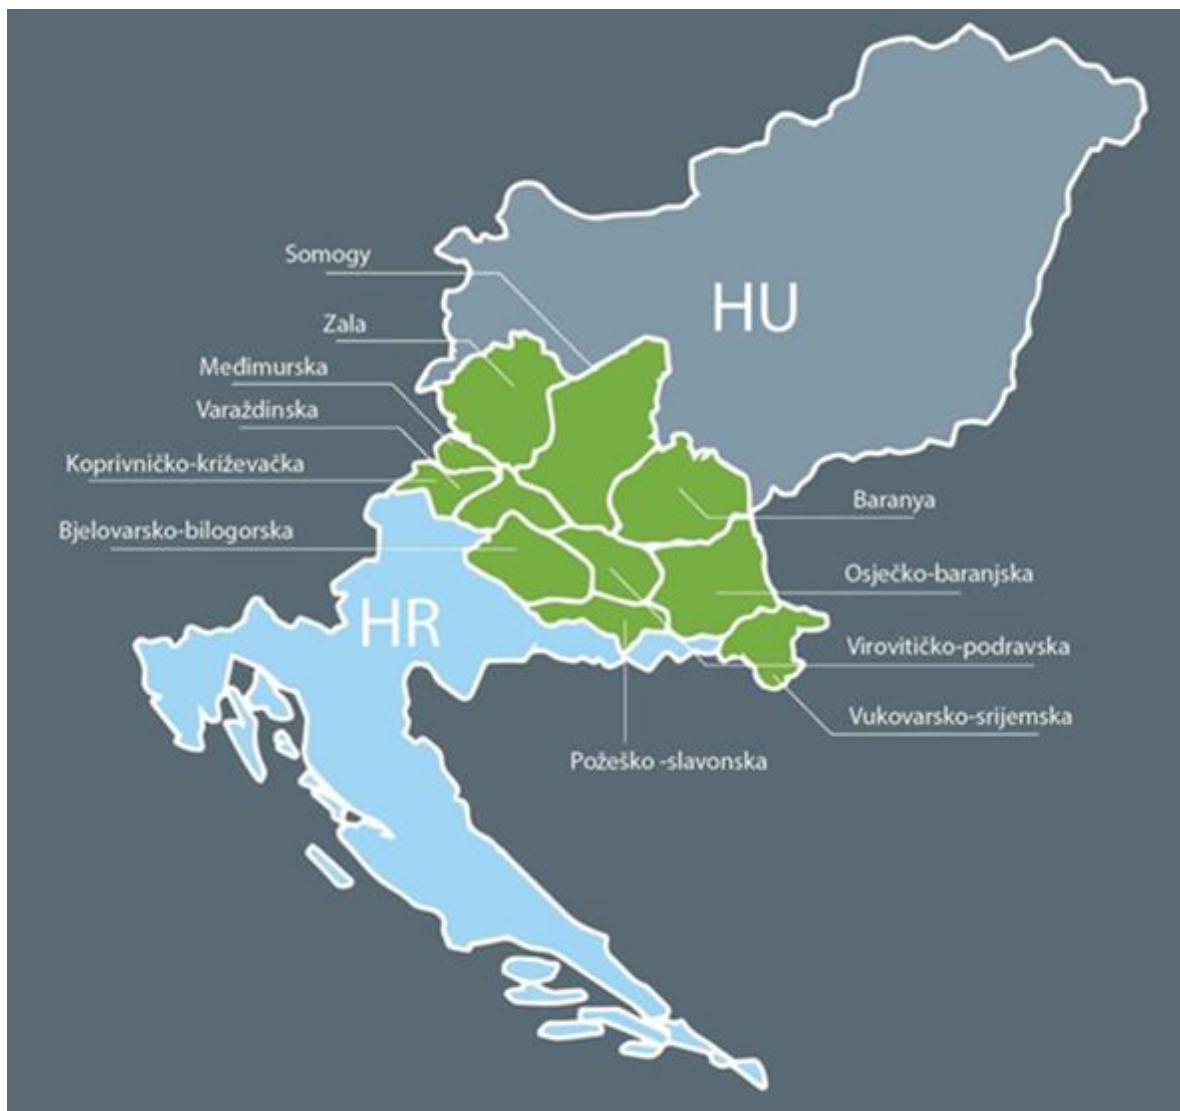 Somogy
HU
Zala
Međimurska
Varaždinska
Koprivničko-križevačka
Baranya
Bjelovarsko-bilogorska
Osječko-baranjska
HR
Virovitičko-podravska
Vukovarsko-srijemska
Požeško -slavonska